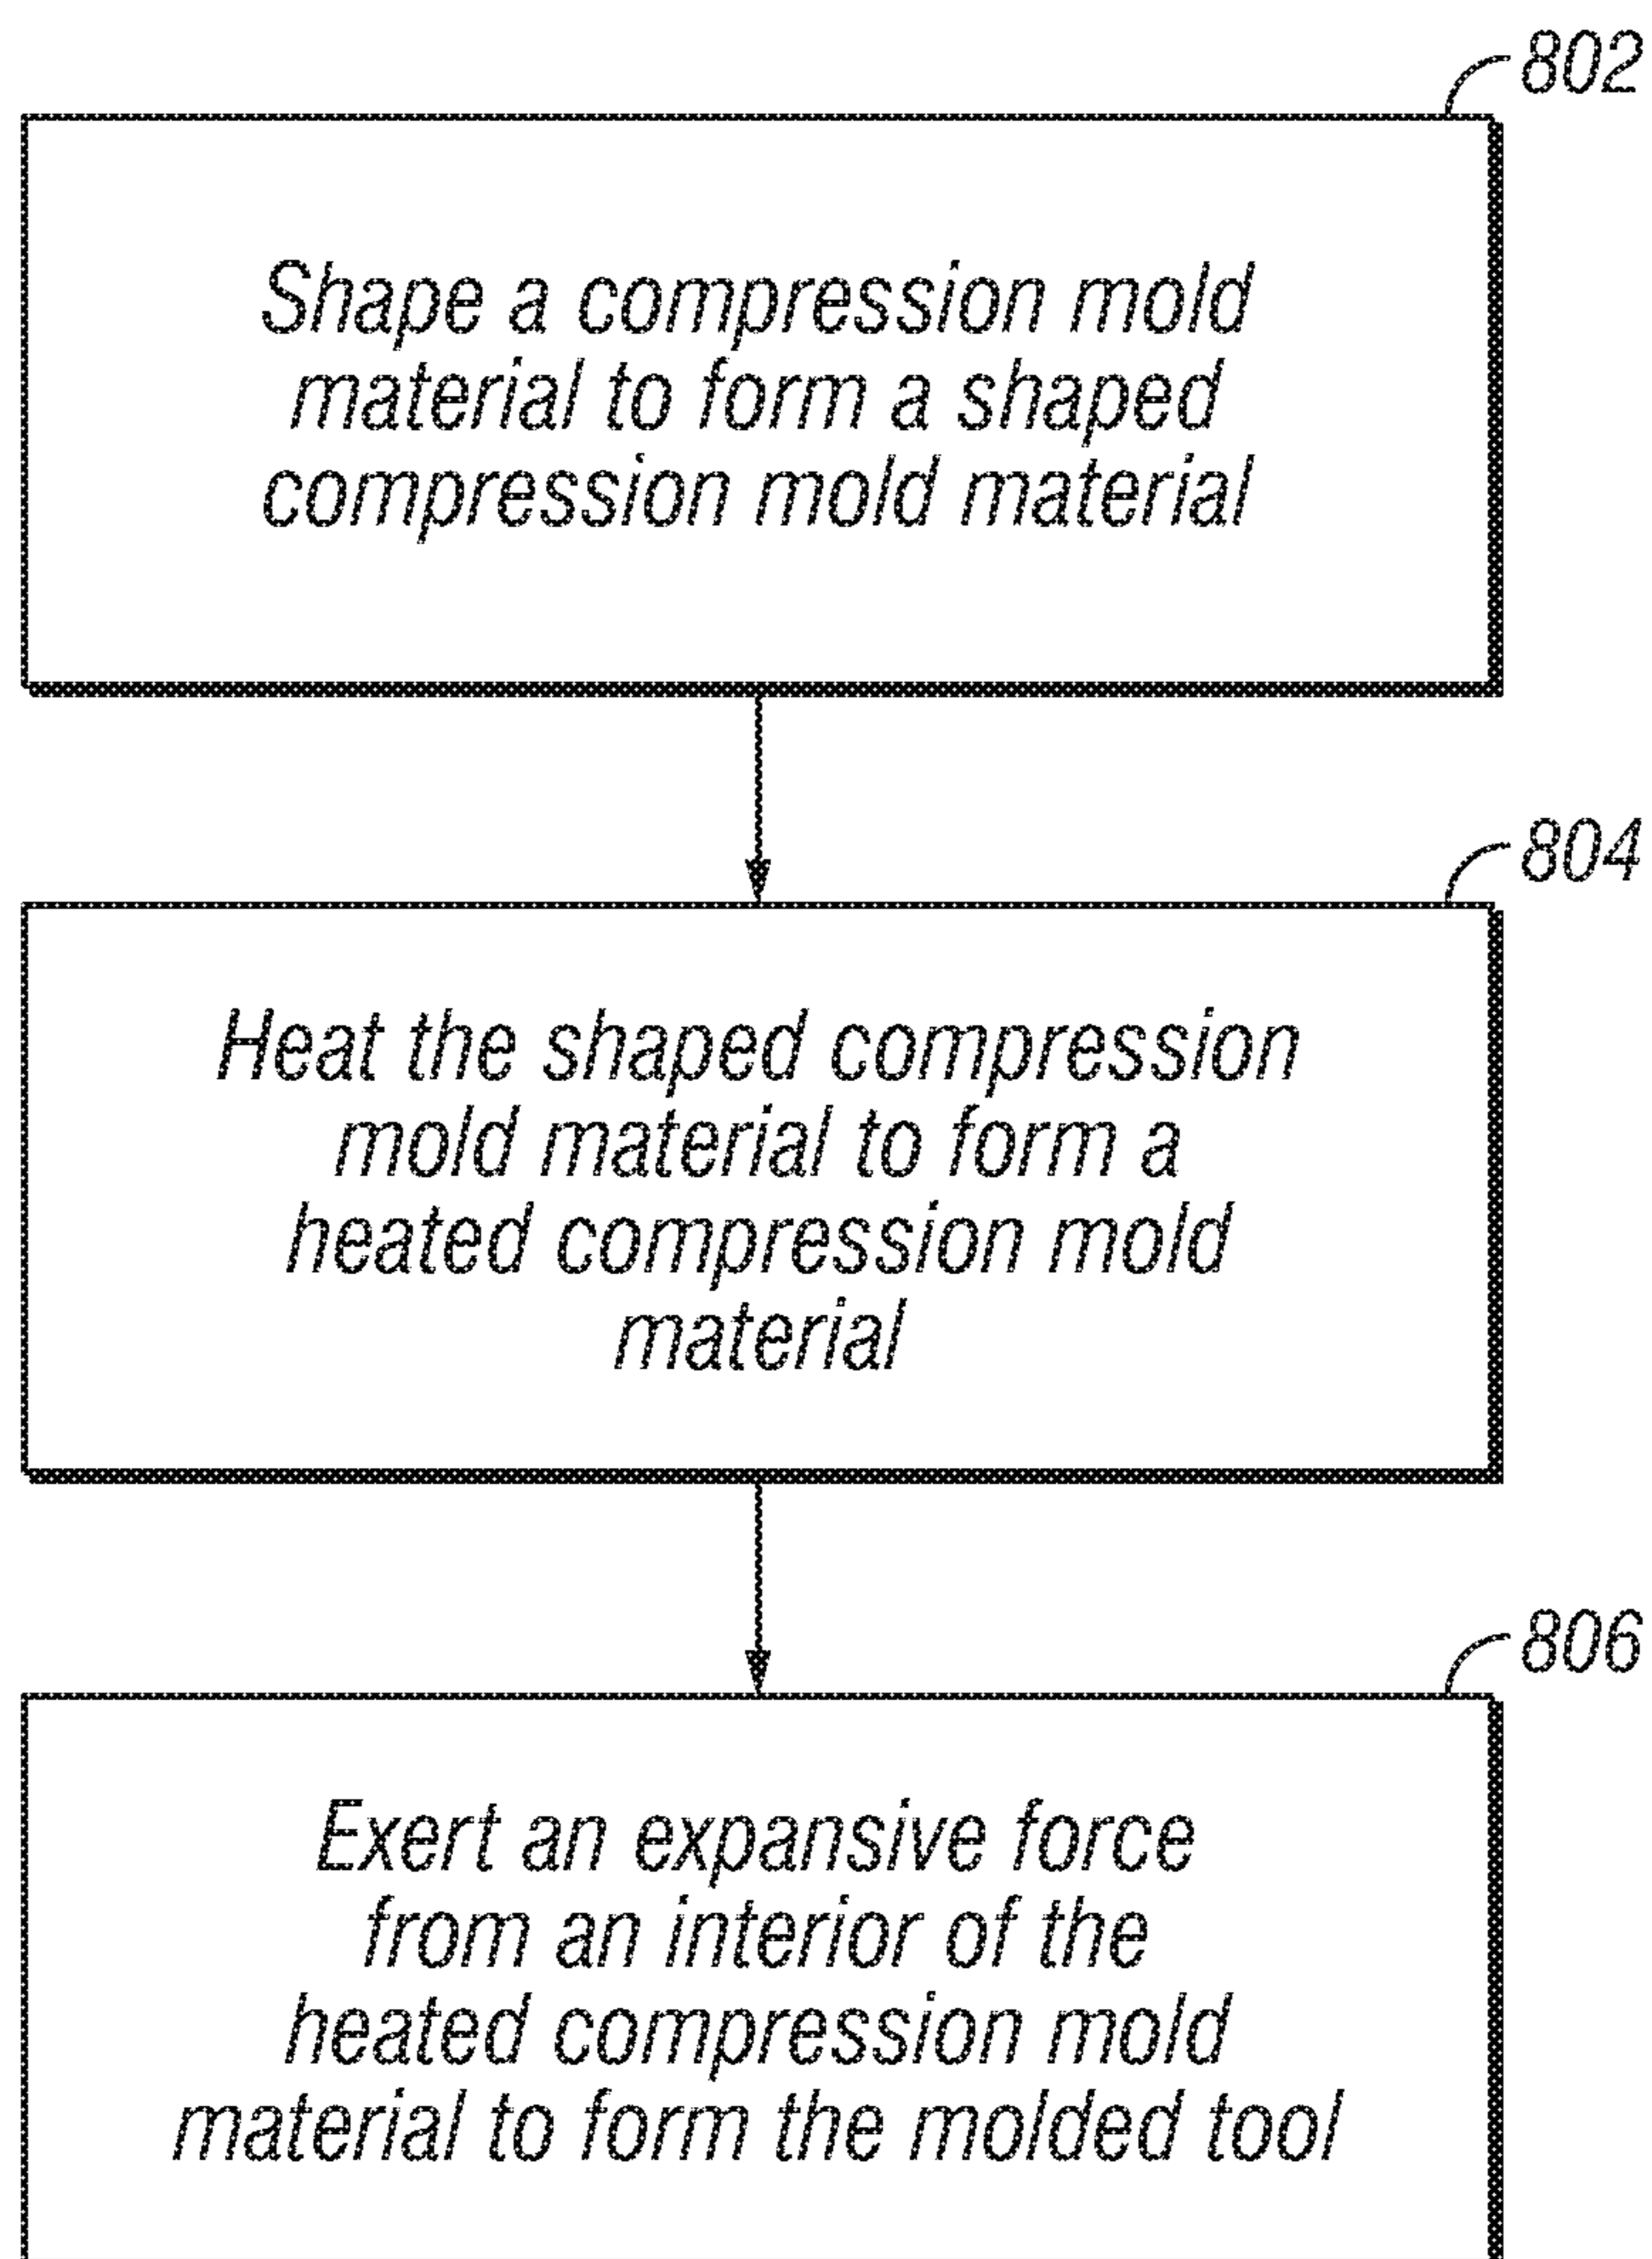 802
Shape a compression mold
material to form a shaped
compression mold material
804
Heat the shaped compression
mold material to form a
heated compression mold
material
806
Exert an expansive force
from an interior of the
heated compression mold
material to form the molded tool